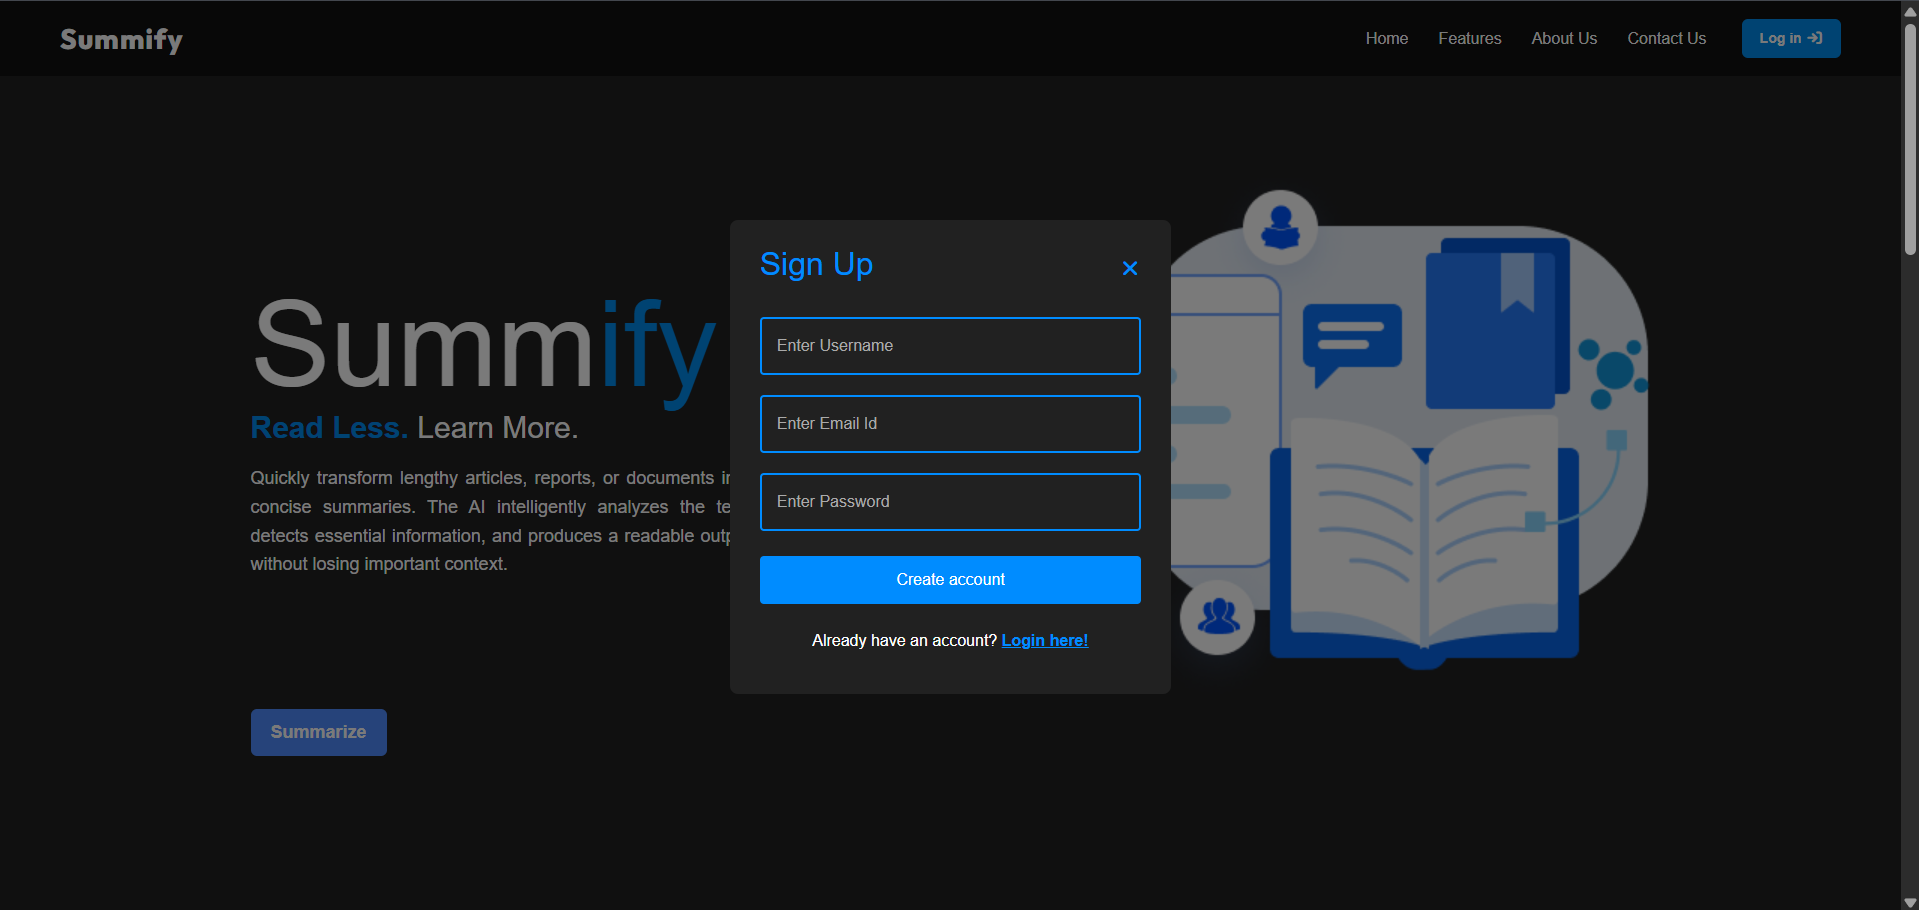 Summify
Home Features About Us Contact Us Log in
Sign Up
×
Enter Username
Enter Email Id
Enter Password
Create account
Already have an account? Login here!
Summify
Read Less. Learn More.
Quickly transform lengthy articles, reports, or documents
concise summaries. The AI intelligently analyzes the
detects essential information, and produces a readable
without losing important context.
Summarize